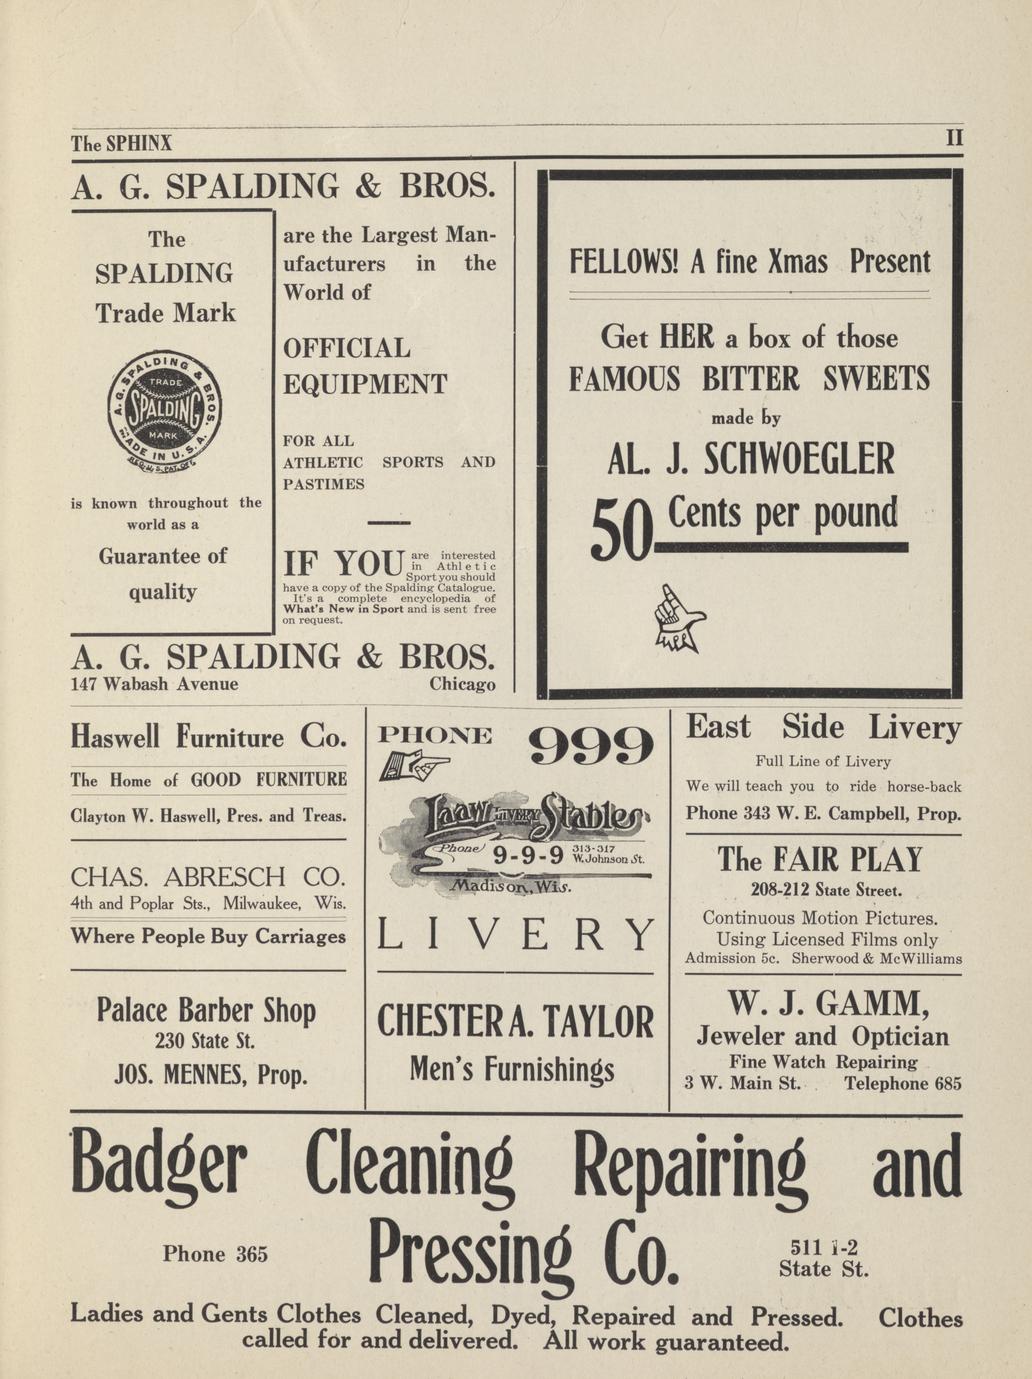 The SPHINX
II
A. G. SPALDING & BROS.
The
SPALDING
Trade Mark
A. G. SPALDING & BROS.
TRADE
SPALDING
MARK
MADE IN U.S.A.
REG. U.S. PAT. OFF.
is known throughout the
world as a
Guarantee of
quality
are the Largest Man-
ufacturers in the
World of
OFFICIAL
EQUIPMENT
FOR ALL
ATHLETIC SPORTS AND
PASTIMES
IF YOU are interested
in Athletic
Sport you should
have a copy of the Spalding Catalogue.
It's a complete encyclopedia of
What's New in Sport and is sent free
on request.
A. G. SPALDING & BROS.
147 Wabash Avenue Chicago
FELLOWS! A fine Xmas Present
Get HER a box of those
FAMOUS BITTER SWEETS
made by
AL. J. SCHWOEGLER
50 Cents per pound
Haswell Furniture Co.
The Home of GOOD FURNITURE
Clayton W. Haswell, Pres. and Treas.
CHAS. ABRESCH CO.
4th and Poplar Sts., Milwaukee, Wis.
Where People Buy Carriages
Palace Barber Shop
230 State St.
JOS. MENNES, Prop.
PHONE 999
Laaw LIVERY Stables
Phone 9-9-9 313-317
W. Johnson St.
Madison, Wis.
LIVERY
CHESTER A. TAYLOR
Men's Furnishings
East Side Livery
Full Line of Livery
We will teach you to ride horse-back
Phone 343 W. E. Campbell, Prop.
The FAIR PLAY
208-212 State Street.
Continuous Motion Pictures.
Using Licensed Films only
Admission 5c. Sherwood & McWilliams
W. J. GAMM,
Jeweler and Optician
Fine Watch Repairing
3 W. Main St. Telephone 685
Badger Cleaning Repairing and
Pressing Co.
Phone 365
511 1-2
State St.
Ladies and Gents Clothes Cleaned, Dyed, Repaired and Pressed. Clothes
called for and delivered. All work guaranteed.